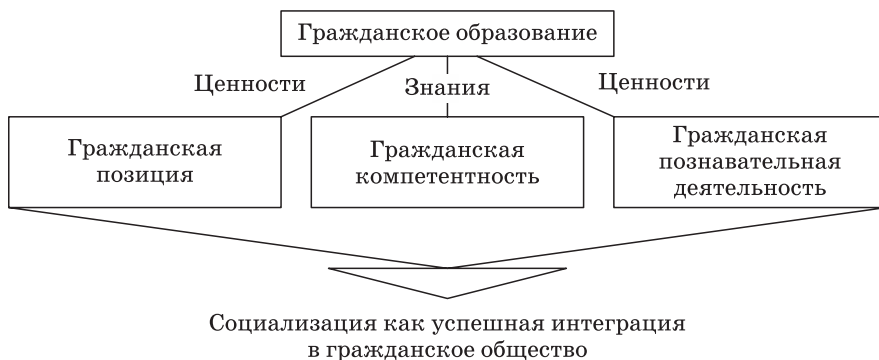 Гражданское образование
Ценности
Знания
Ценности
Гражданская
позиция
Гражданская
компетентность
Гражданская
познавательная
деятельность
Социализация как успешная интеграция
в гражданское общество